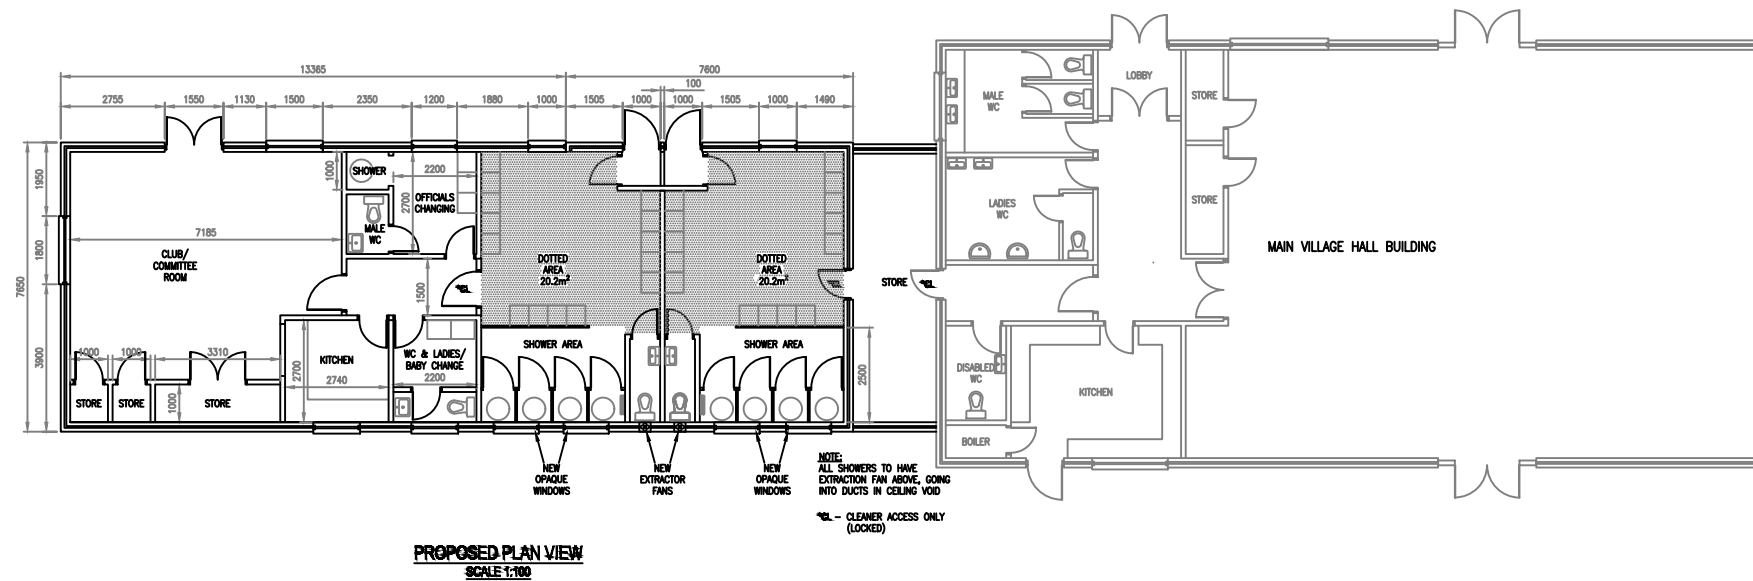 13365
7600
100
2755
1550
1130
1500
2350
1200
1880
1000
1505
1000
1000
1505
1000
1490
7650
1950
1800
3900
1000
SHOWER
2200
2700
OFFICIALS
CHANGING
MALE
WC
7185
CLUB/
COMMITTEE
ROOM
1500
*CL
DOTTED
AREA
20.2m²
DOTTED
AREA
20.2m²
*CL
STORE
*CL
1000
1000
3310
STORE
STORE
1000
STORE
KITCHEN
2700
2740
WC & LADIES/
BABY CHANGE
2200
SHOWER AREA
SHOWER AREA
2500
MALE
WC
LOBBY
STORE
LADIES
WC
STORE
MAIN VILLAGE HALL BUILDING
DISABLED
WC
KITCHEN
BOILER
NEW
OPAQUE
WINDOWS
NEW
EXTRACTOR
FANS
NEW
OPAQUE
WINDOWS
NOTE:
ALL SHOWERS TO HAVE
EXTRACTION FAN ABOVE, GOING
INTO DUCTS IN CEILING VOID
*CL - CLEANER ACCESS ONLY
(LOCKED)
PROPOSED PLAN VIEW
SCALE 1:100